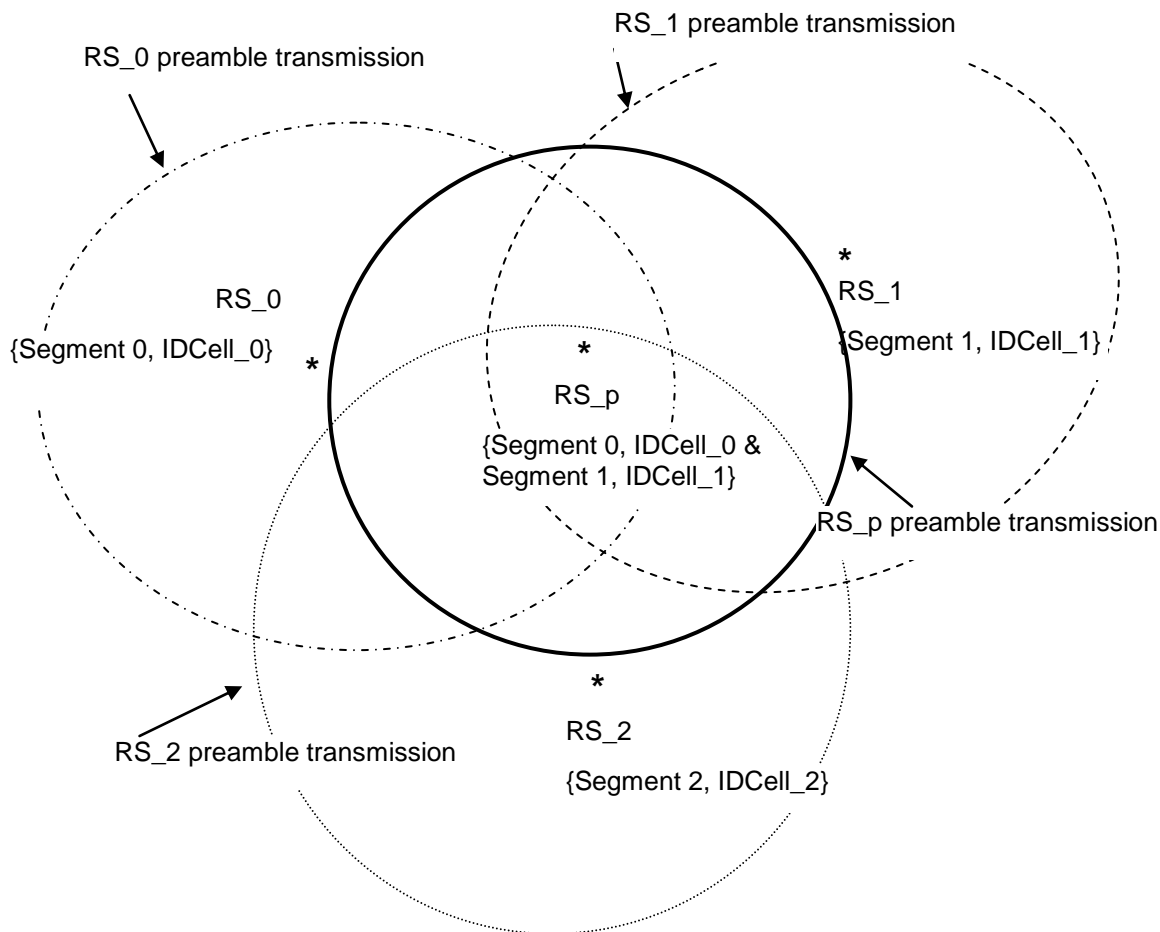 RS_1 preamble transmission
RS_0 preamble transmission
*
RS_0
RS_1
{Segment 0, IDCell_0}
{Segment 1, IDCell_1}
*
*
RS_p
{Segment 0, IDCell_0 &
Segment 1, IDCell_1}
RS_p preamble transmission
*
RS_2
RS_2 preamble transmission
{Segment 2, IDCell_2}